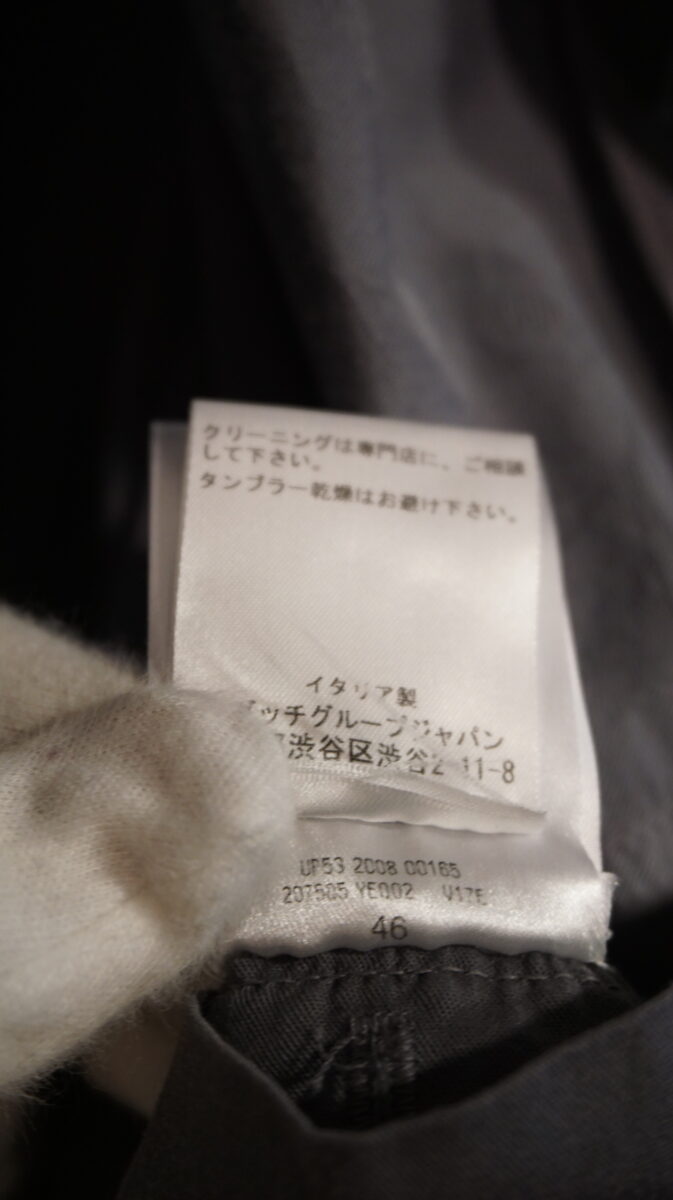 クリーニングは専門店に、ご相談
して下さい。
タンブラー乾燥はお避け下さい。
イタリア製
ッチグループジャパン
渋谷区渋谷2-11-8
UP53 2008 00165
207505 YE002 V17E
46